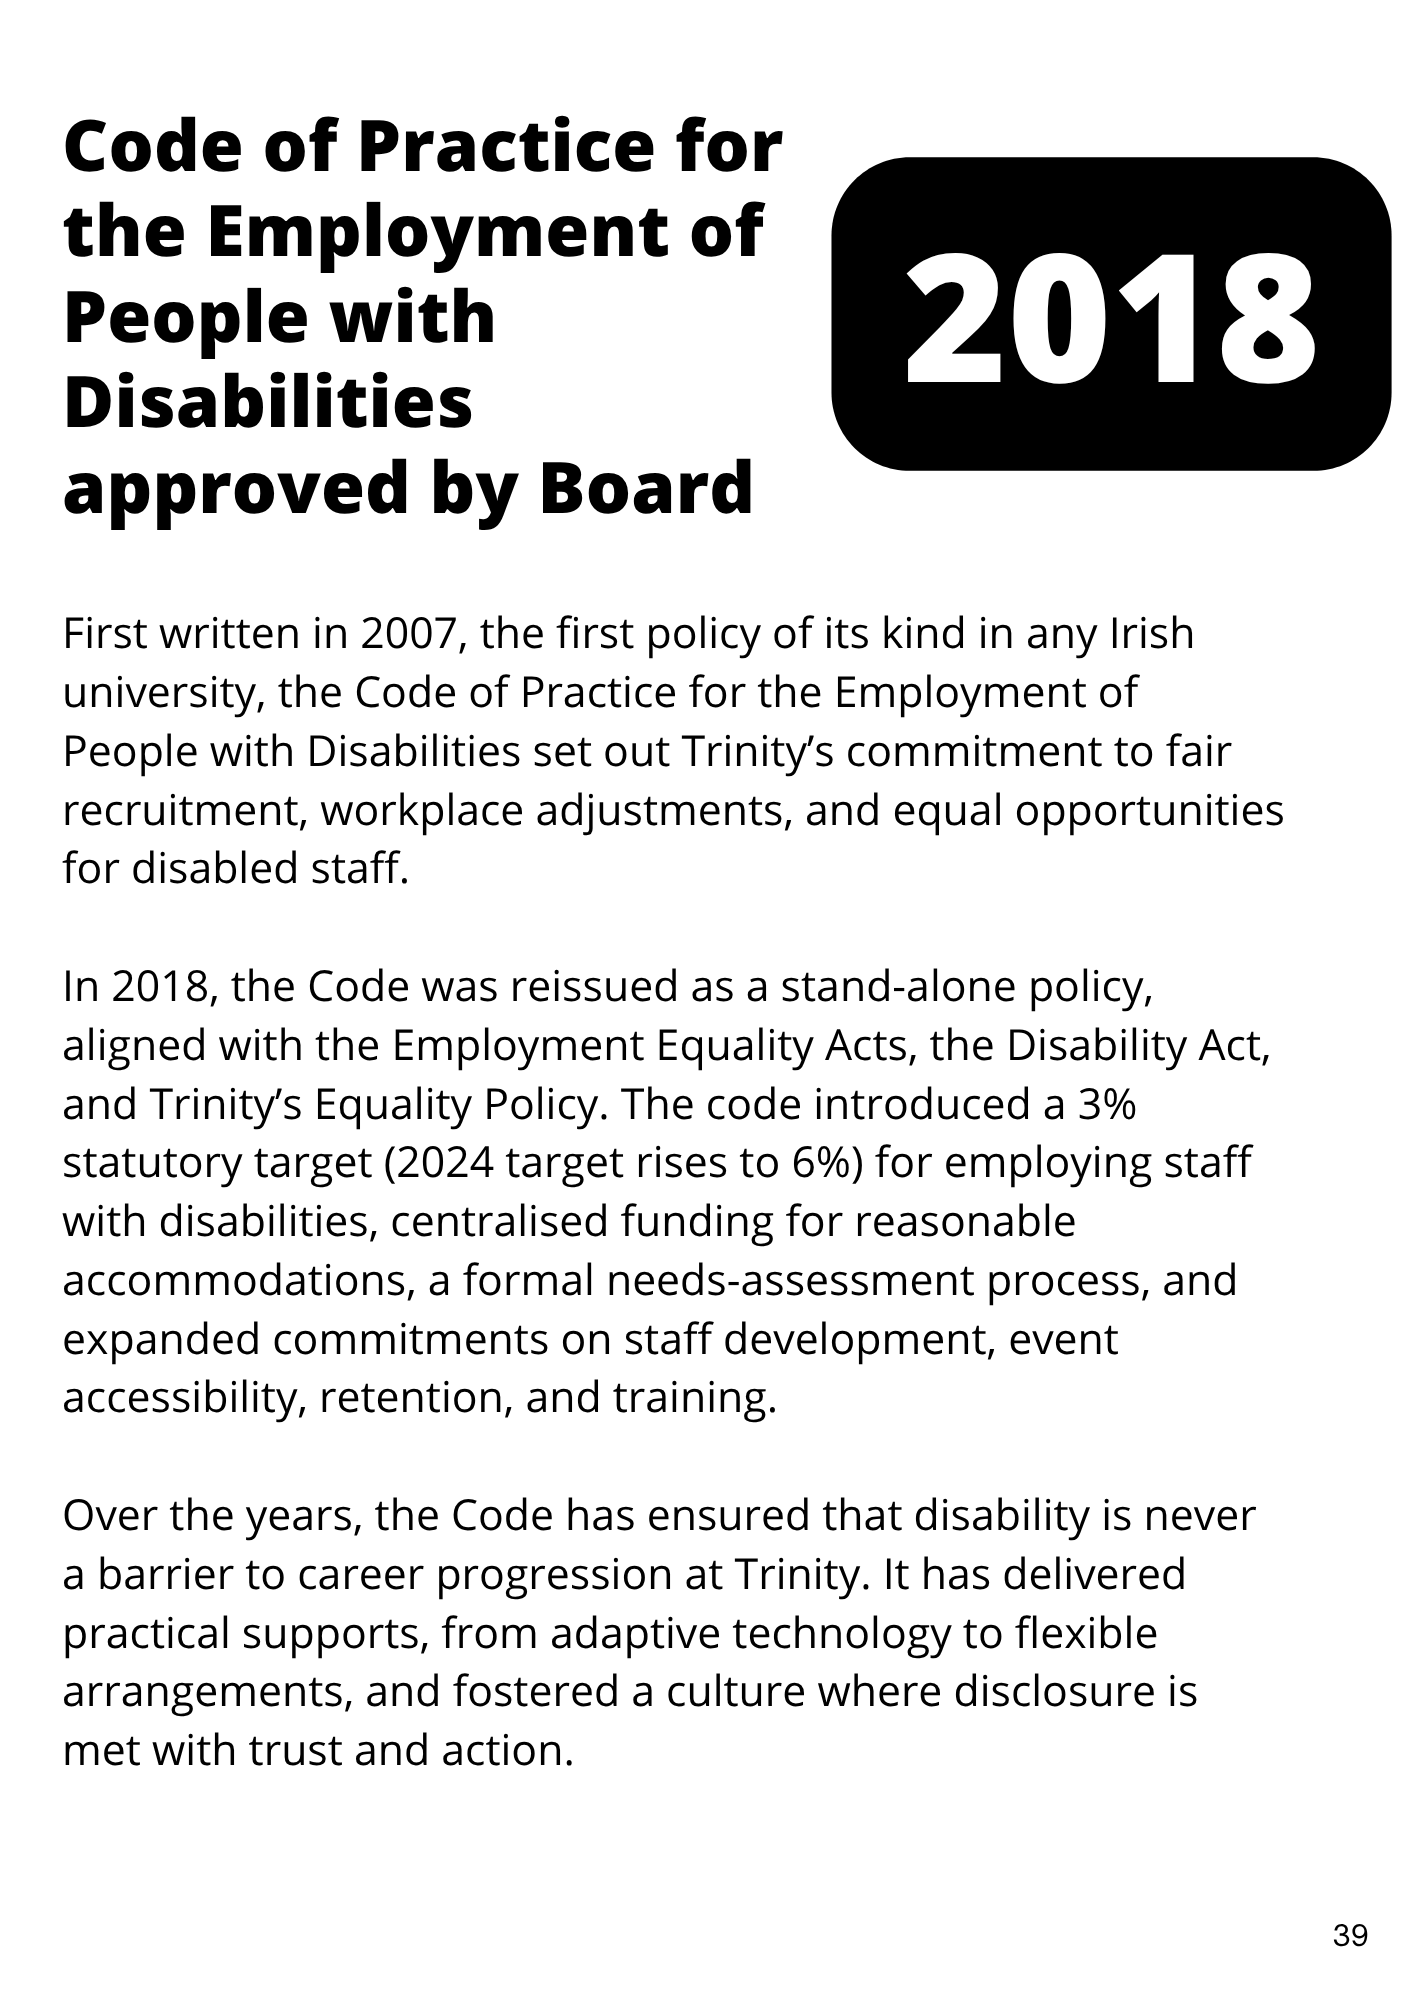 Code of Practice for
the Employment of
People with
Disabilities
approved by Board
2018
First written in 2007, the first policy of its kind in any Irish
university, the Code of Practice for the Employment of
People with Disabilities set out Trinity’s commitment to fair
recruitment, workplace adjustments, and equal opportunities
for disabled staff.
In 2018, the Code was reissued as a stand-alone policy,
aligned with the Employment Equality Acts, the Disability Act,
and Trinity’s Equality Policy. The code introduced a 3%
statutory target (2024 target rises to 6%) for employing staff
with disabilities, centralised funding for reasonable
accommodations, a formal needs-assessment process, and
expanded commitments on staff development, event
accessibility, retention, and training.
Over the years, the Code has ensured that disability is never
a barrier to career progression at Trinity. It has delivered
practical supports, from adaptive technology to flexible
arrangements, and fostered a culture where disclosure is
met with trust and action.
39